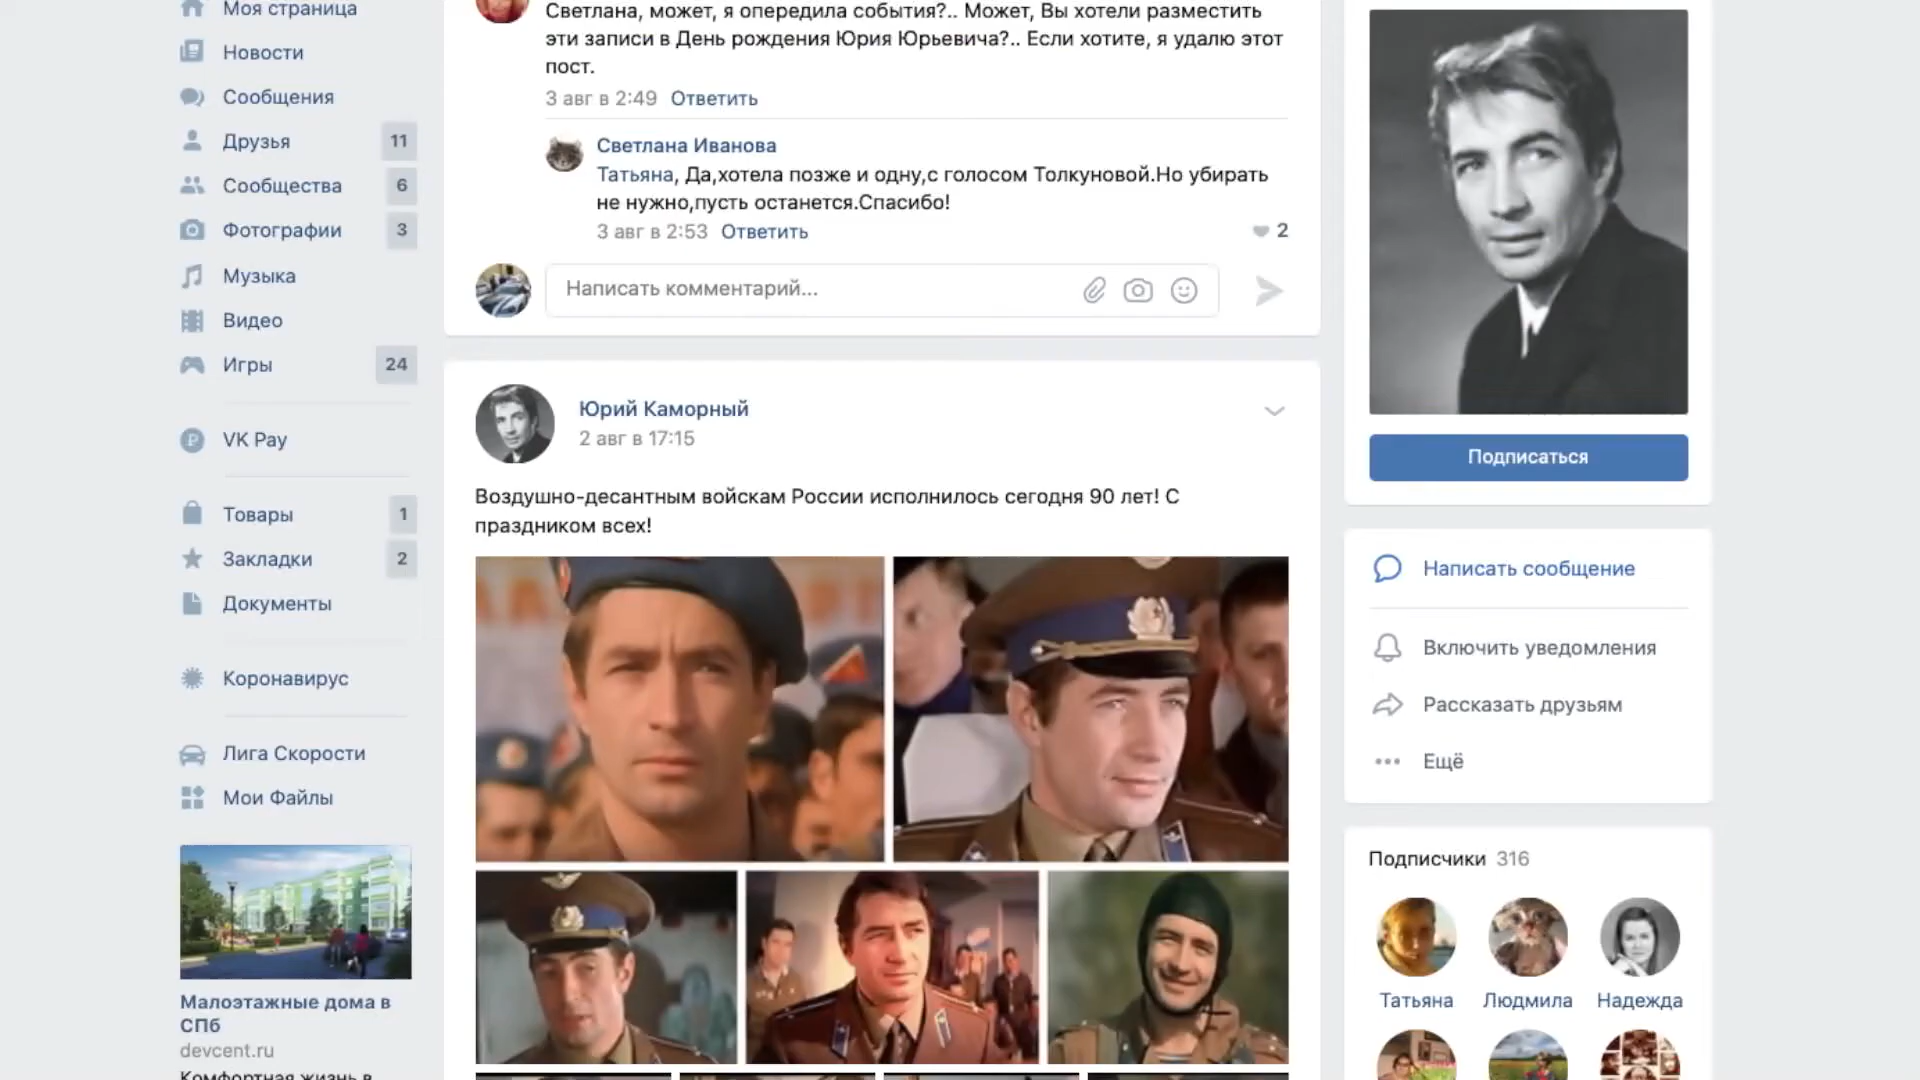 Моя страница
Новости
Сообщения
Друзья 11
Сообщества 6
Фотографии 3
Музыка
Видео
Игры 24
VK Pay
Товары 1
Закладки 2
Документы
Коронавирус
Лига Скорости
Мои Файлы
Малоэтажные дома в
СПб
devcent.ru
Комфортная жизнь в
Светлана, может, я опередила события?.. Может, Вы хотели разместить
эти записи в День рождения Юрия Юрьевича?.. Если хотите, я удалю этот
пост.
3 авг в 2:49 Ответить
Светлана Иванова
Татьяна, Да,хотела позже и одну,с голосом Толкуновой.Но убирать
не нужно,пусть останется.Спасибо!
3 авг в 2:53 Ответить 2
Написать комментарий...
Юрий Каморный
2 авг в 17:15
Воздушно-десантным войскам России исполнилось сегодня 90 лет! С
праздником всех!
Подписаться
Написать сообщение
Включить уведомления
Рассказать друзьям
Ещё
Подписчики 316
Татьяна Людмила Надежда